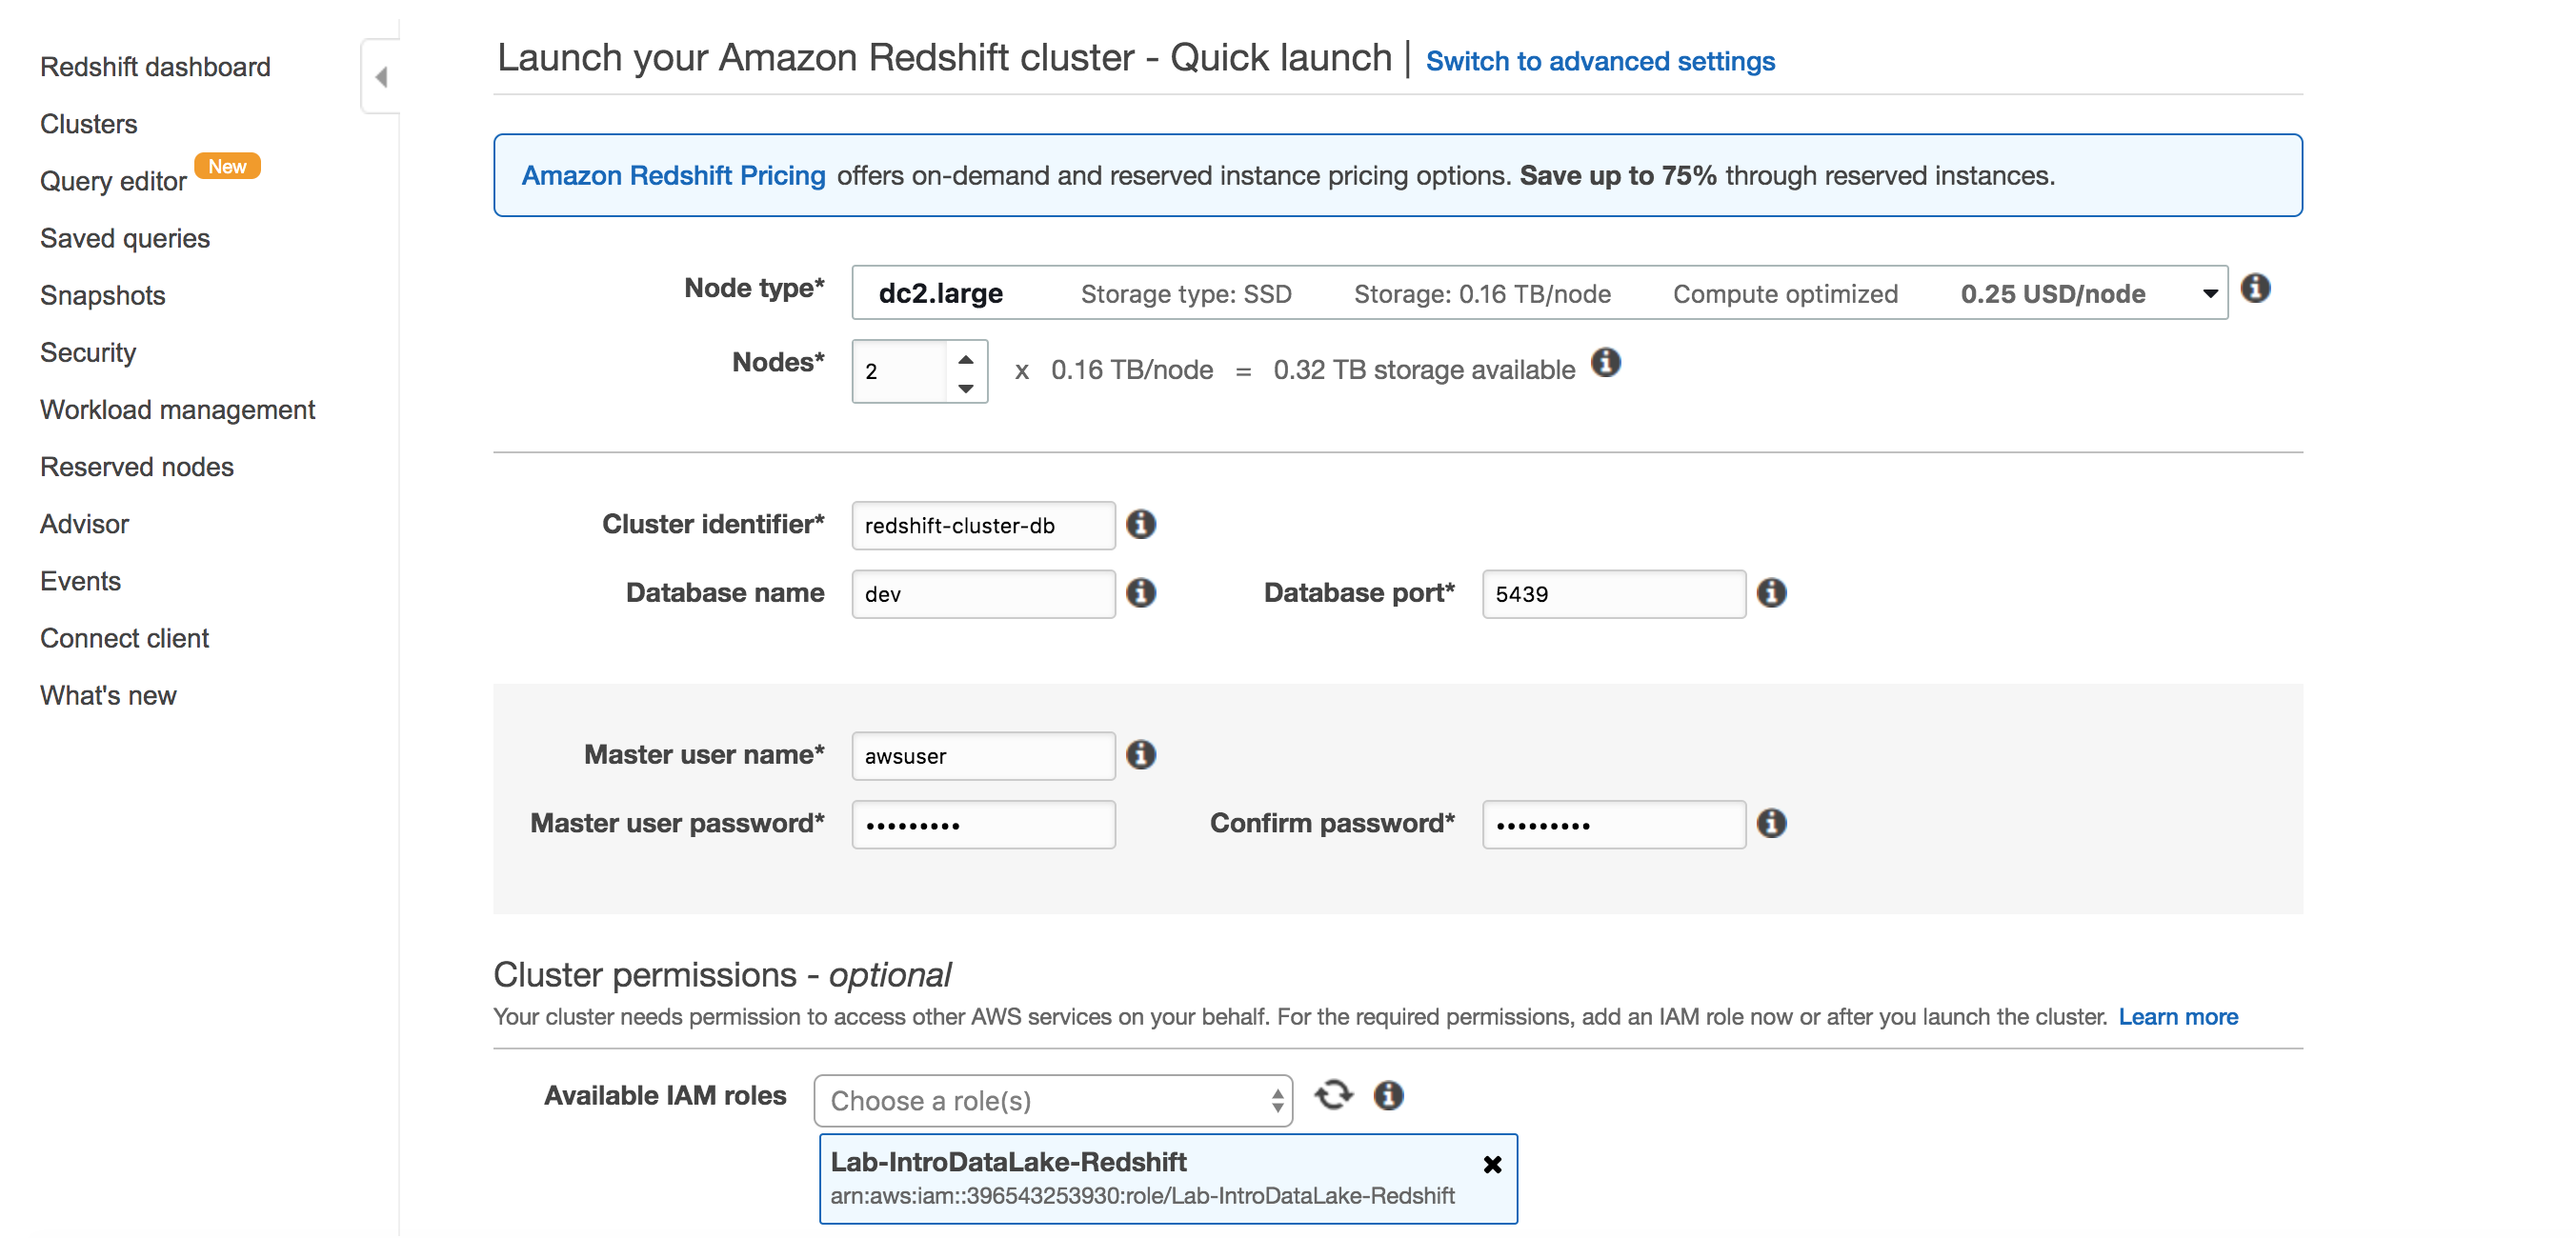 Redshift dashboard
Clusters
Query editor New
Saved queries
Snapshots
Security
Workload management
Reserved nodes
Advisor
Events
Connect client
What's new
Launch your Amazon Redshift cluster - Quick launch | Switch to advanced settings
Amazon Redshift Pricing offers on-demand and reserved instance pricing options. Save up to 75% through reserved instances.
Node type* dc2.large Storage type: SSD Storage: 0.16 TB/node Compute optimized 0.25 USD/node
Nodes* 2 x 0.16 TB/node = 0.32 TB storage available
Cluster identifier* redshift-cluster-db
Database name dev Database port* 5439
Master user name* awsuser
Master user password* ••••••••• Confirm password* •••••••••
Cluster permissions - optional
Your cluster needs permission to access other AWS services on your behalf. For the required permissions, add an IAM role now or after you launch the cluster. Learn more
Available IAM roles Choose a role(s)
Lab-IntroDataLake-Redshift
arn:aws:iam::396543253930:role/Lab-IntroDataLake-Redshift